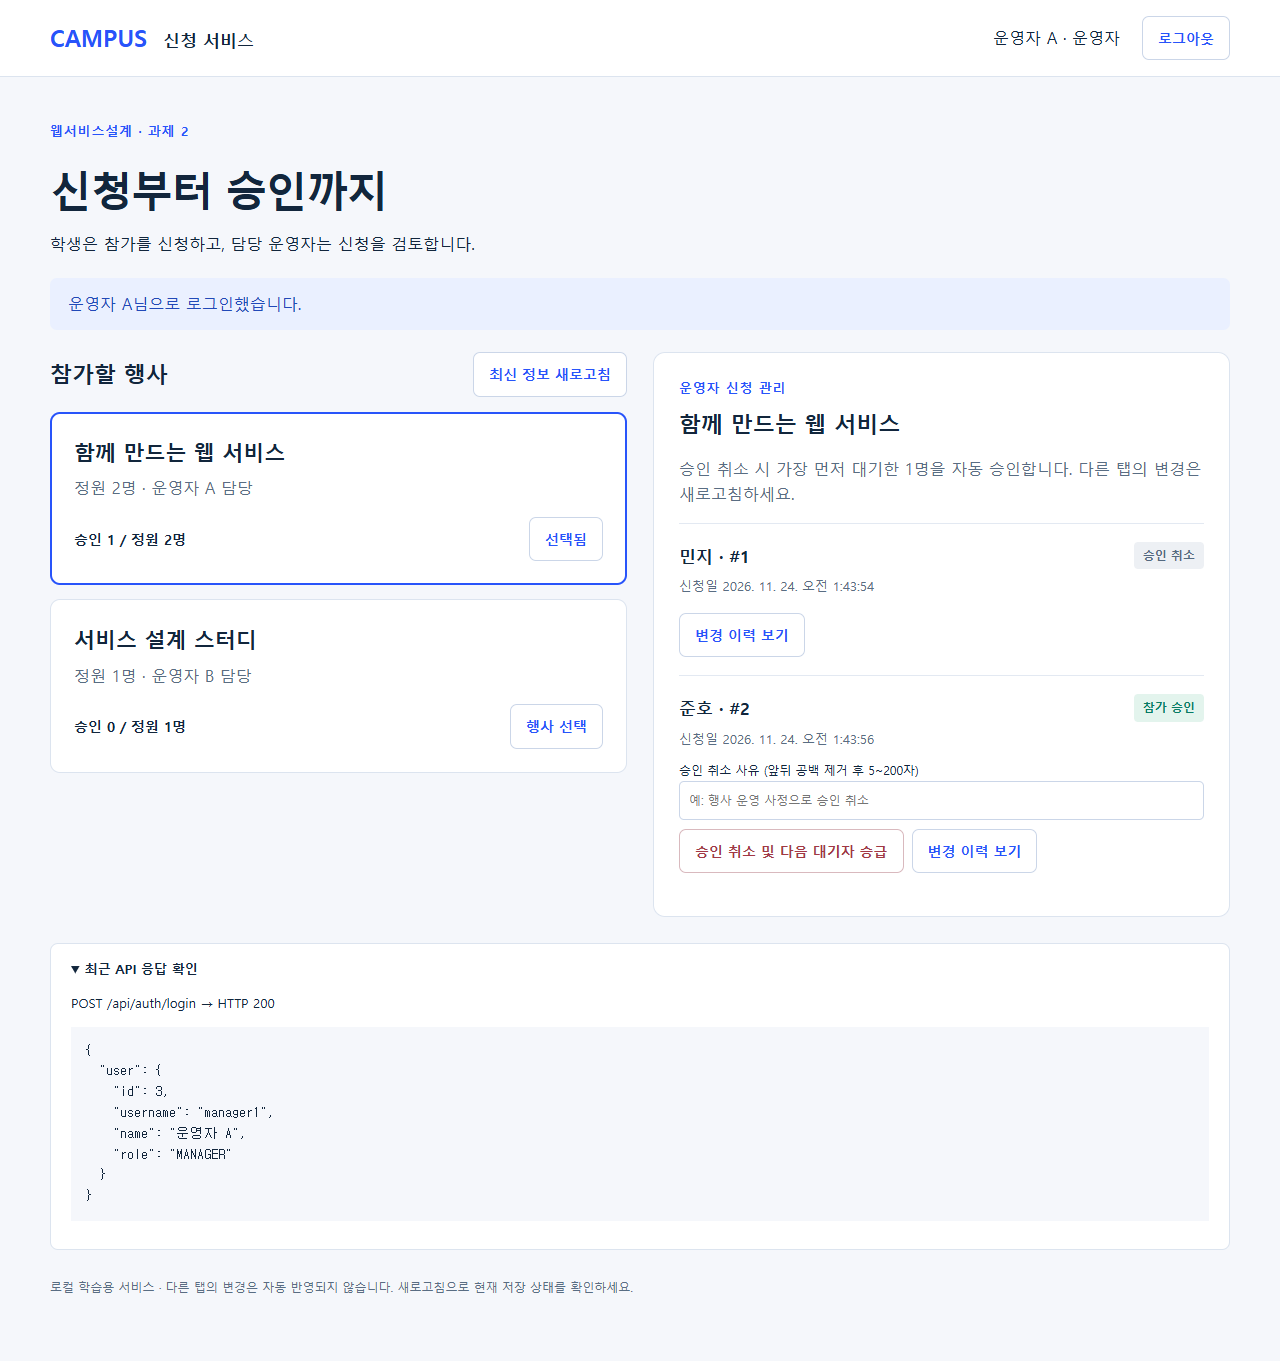 CAMPUS 신청 서비스
운영자 A · 운영자
로그아웃
웹서비스설계 · 과제 2
신청부터 승인까지
학생은 참가를 신청하고, 담당 운영자는 신청을 검토합니다.
운영자 A님으로 로그인했습니다.
참가할 행사
최신 정보 새로고침
함께 만드는 웹 서비스
정원 2명 · 운영자 A 담당
승인 1 / 정원 2명
선택됨
서비스 설계 스터디
정원 1명 · 운영자 B 담당
승인 0 / 정원 1명
행사 선택
운영자 신청 관리
함께 만드는 웹 서비스
승인 취소 시 가장 먼저 대기한 1명을 자동 승인합니다. 다른 탭의 변경은
새로고침하세요.
민지 · #1
승인 취소
신청일 2026. 11. 24. 오전 1:43:54
변경 이력 보기
준호 · #2
참가 승인
신청일 2026. 11. 24. 오전 1:43:56
승인 취소 사유 (앞뒤 공백 제거 후 5~200자)
예: 행사 운영 사정으로 승인 취소
승인 취소 및 다음 대기자 승급
변경 이력 보기
▼ 최근 API 응답 확인
POST /api/auth/login → HTTP 200
{
"user": {
"id": 3,
"username": "manager1",
"name": "운영자 A",
"role": "MANAGER"
}
}
로컬 학습용 서비스 · 다른 탭의 변경은 자동 반영되지 않습니다. 새로고침으로 현재 저장 상태를 확인하세요.